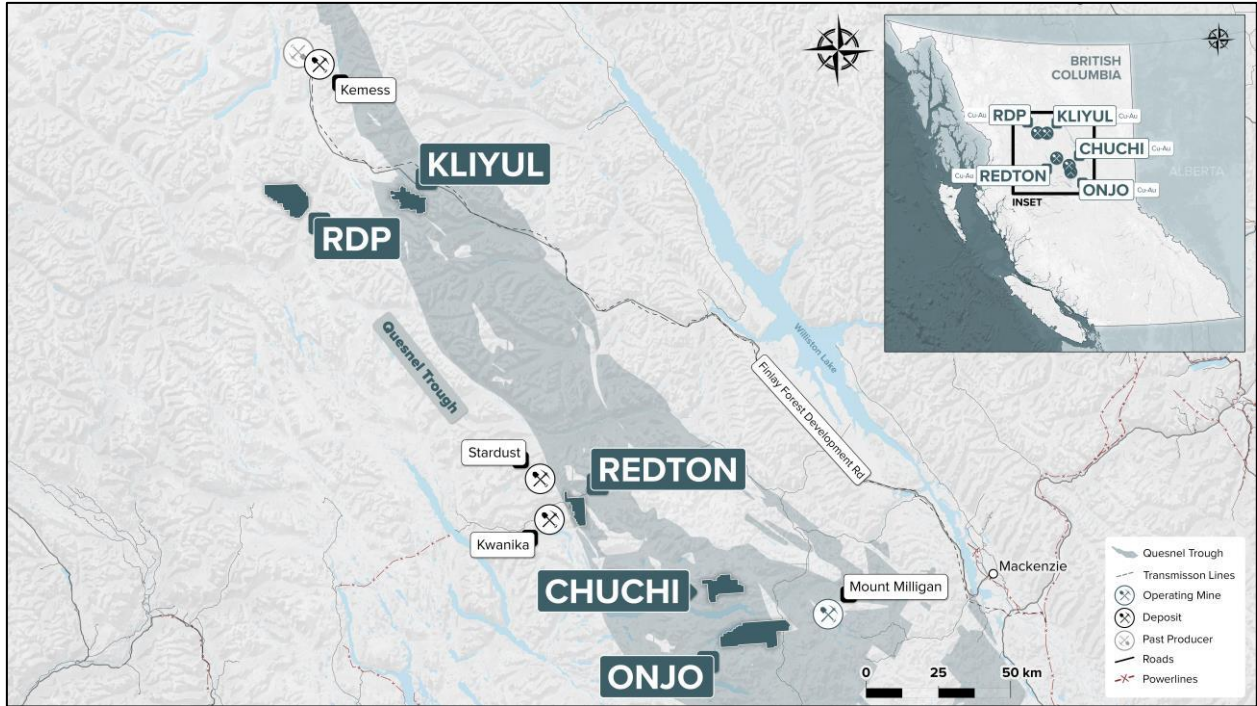 Kemess
KLIYUL
RDP
Quesnel Trough
Stardust
REDTON
Kwanika
CHUCHI
ONJO
Mount Milligan
Mackenzie
Williston Lake
Finlay Forest Development Rd
0 25 50 km
BRITISH
COLUMBIA
ALBERTA
Cu-Au RDP
KLIYUL Cu-Au
CHUCHI Cu-Au
Cu-Au REDTON
ONJO Cu-Au
INSET
Quesnel Trough
Transmisson Lines
Operating Mine
Deposit
Past Producer
Roads
Powerlines